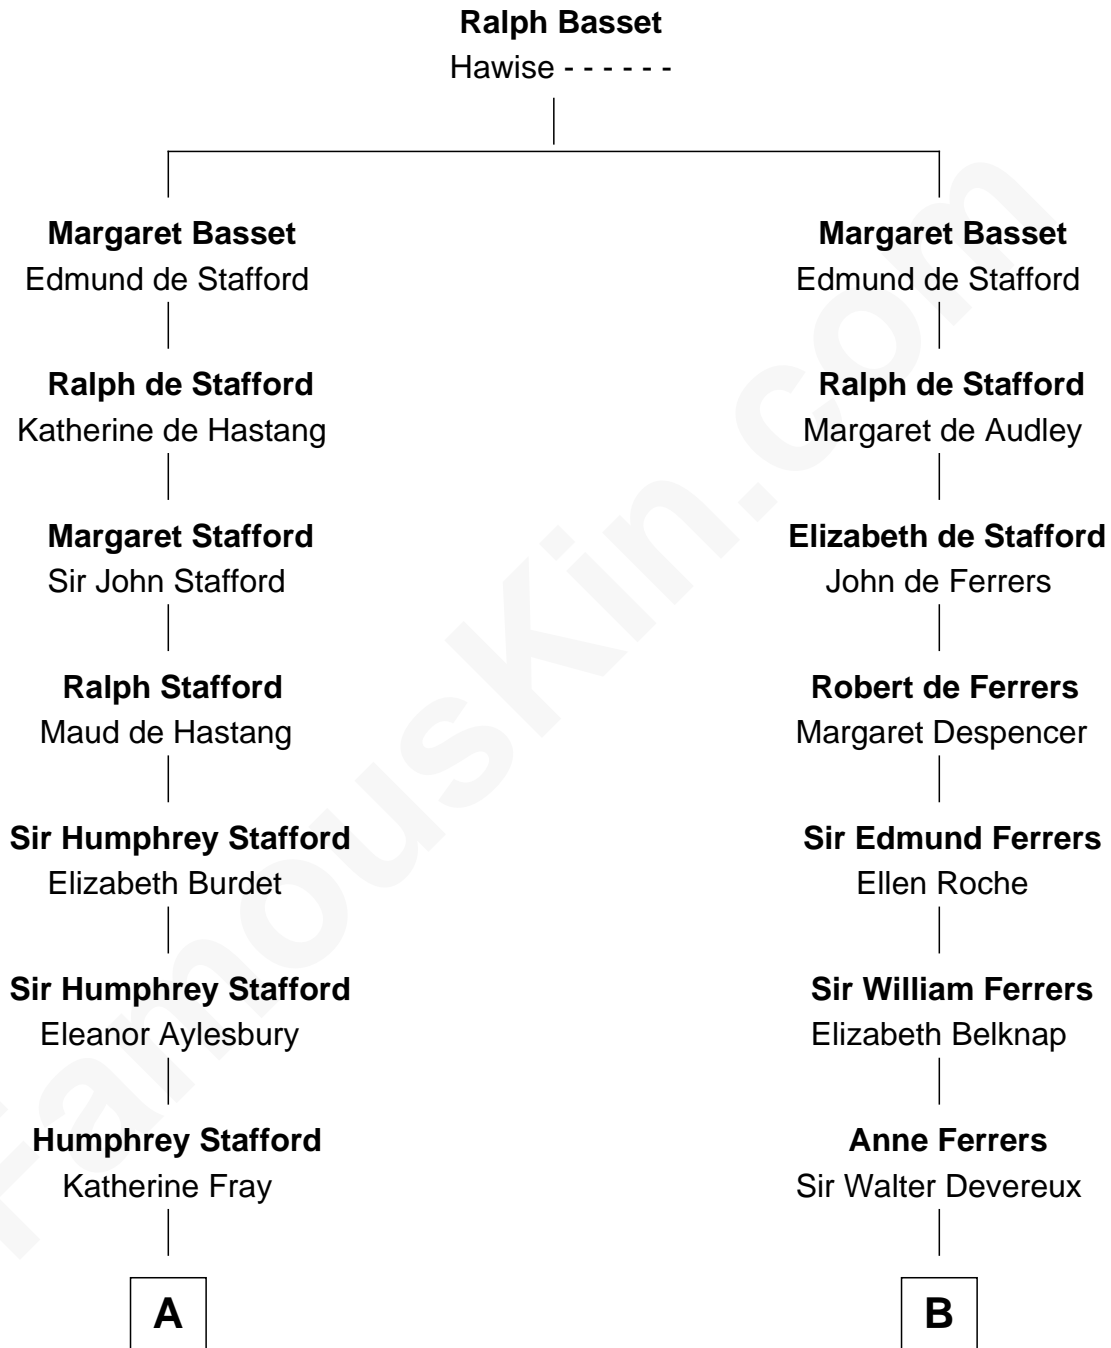 Ralph Basset
Hawise - - - - - -
Margaret Basset
Edmund de Stafford
Margaret Basset
Edmund de Stafford
Ralph de Stafford
Katherine de Hastang
Ralph de Stafford
Margaret de Audley
Margaret Stafford
Sir John Stafford
Elizabeth de Stafford
John de Ferrers
Ralph Stafford
Maud de Hastang
Robert de Ferrers
Margaret Despencer
Sir Humphrey Stafford
Elizabeth Burdet
Sir Edmund Ferrers
Ellen Roche
Sir Humphrey Stafford
Eleanor Aylesbury
Sir William Ferrers
Elizabeth Belknap
Humphrey Stafford
Katherine Fray
Anne Ferrers
Sir Walter Devereux
A
B
FamousKin.com